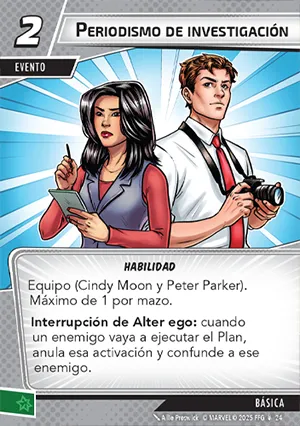 2
PERIODISMO DE INVESTIGACIÓN
EVENTO
HABILIDAD
Equipo (Cindy Moon y Peter Parker).
Máximo de 1 por mazo.
Interrupción de Alter ego: cuando
un enemigo vaya a ejecutar el Plan,
anula esa activación y confunde a ese
enemigo.
BÁSICA
© MARVEL © 2025 FFG 24